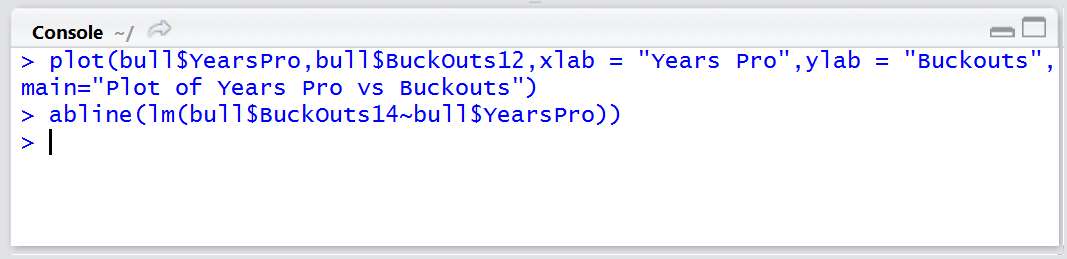 Console ~/
> plot(bull$YearsPro,bull$BuckOuts12,xlab = "Years Pro",ylab = "Buckouts",
main="Plot of Years Pro vs Buckouts")
> abline(lm(bull$BuckOuts14~bull$YearsPro))
>